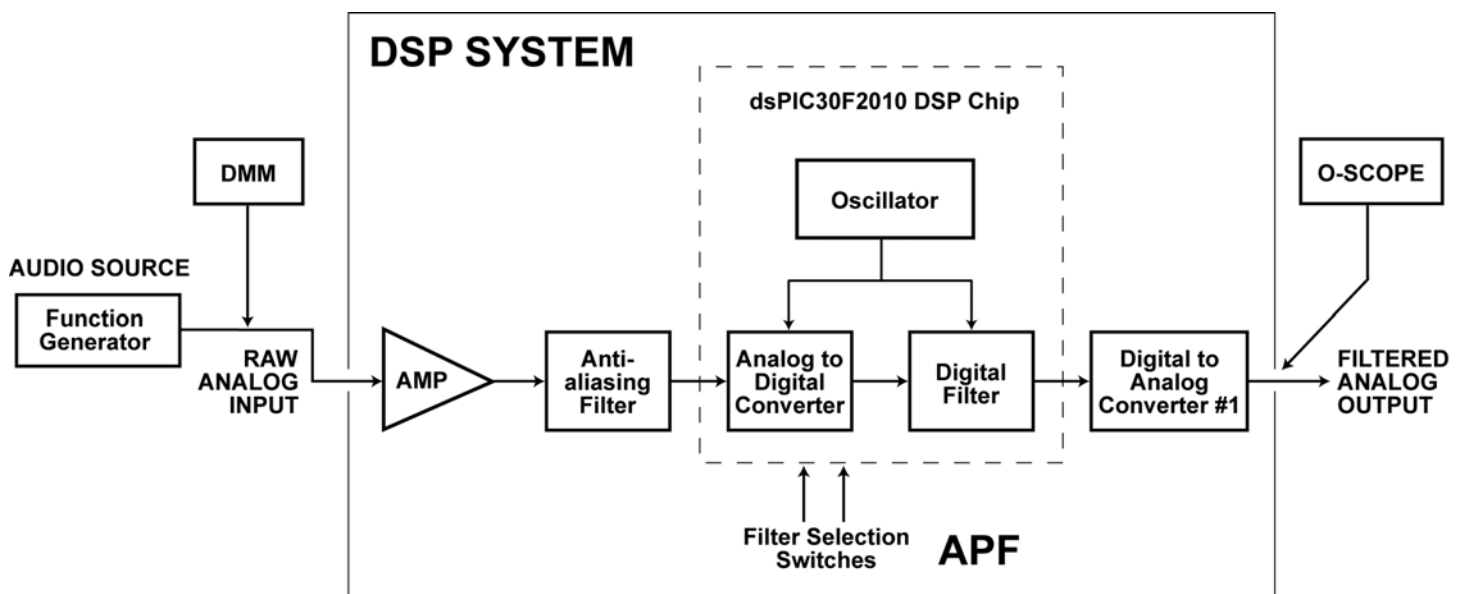 DSP SYSTEM
dsPIC30F2010 DSP Chip
DMM
O-SCOPE
Oscillator
AUDIO SOURCE
Function
Generator
RAW
ANALOG
INPUT
AMP
Anti-
aliasing
Filter
Analog to
Digital
Converter
Digital
Filter
Digital to
Analog
Converter #1
FILTERED
ANALOG
OUTPUT
Filter Selection
Switches
APF